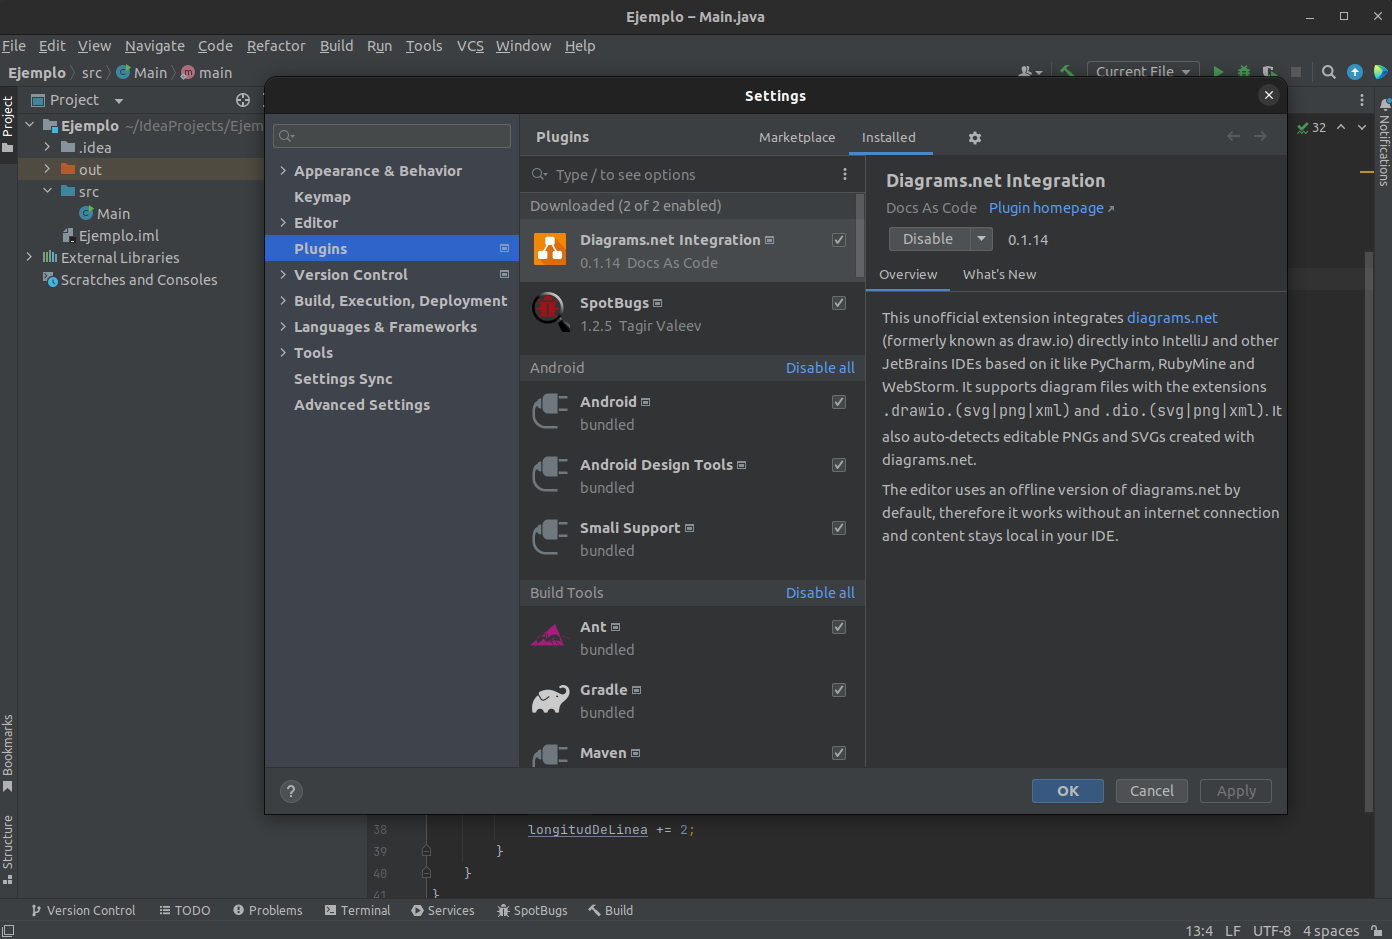 Ejemplo – Main.java
File Edit View Navigate Code Refactor Build Run Tools VCS Window Help
Ejemplo src Main main
Current File
Project
Project
Ejemplo ~/IdeaProjects/Ejem
.idea
out
src
Main
Ejemplo.iml
External Libraries
Scratches and Consoles
Bookmarks
Structure
32
Notifications
Settings
Appearance & Behavior
Keymap
Editor
Plugins
Version Control
Build, Execution, Deployment
Languages & Frameworks
Tools
Settings Sync
Advanced Settings
Plugins
Marketplace
Installed
Type / to see options
Downloaded (2 of 2 enabled)
Diagrams.net Integration
0.1.14 Docs As Code
SpotBugs
1.2.5 Tagir Valeev
Android Disable all
Android
bundled
Android Design Tools
bundled
Smali Support
bundled
Build Tools Disable all
Ant
bundled
Gradle
bundled
Maven
Diagrams.net Integration
Docs As Code Plugin homepage
Disable 0.1.14
Overview What's New
This unofficial extension integrates diagrams.net
(formerly known as draw.io) directly into IntelliJ and other
JetBrains IDEs based on it like PyCharm, RubyMine and
WebStorm. It supports diagram files with the extensions
.drawio.(svg|png|xml) and .dio.(svg|png|xml). It
also auto-detects editable PNGs and SVGs created with
diagrams.net.
The editor uses an offline version of diagrams.net by
default, therefore it works without an internet connection
and content stays local in your IDE.
?
OK Cancel Apply
38 longitudDeLinea += 2;
39 }
40 }
41 }
Version Control TODO Problems Terminal Services SpotBugs Build
13:4 LF UTF-8 4 spaces